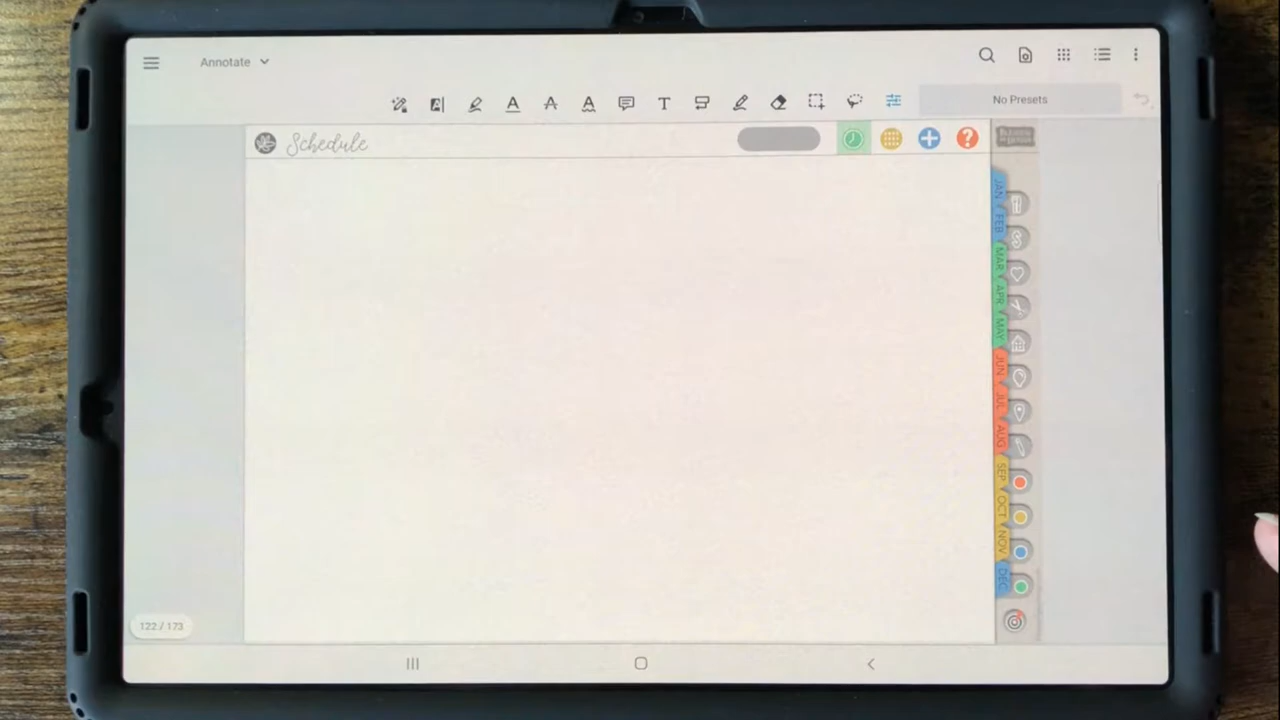 Annotate
No Presets
Schedule
JAN
FEB
MAR
APR
MAY
JUN
JUL
AUG
SEP
OCT
NOV
DEC
122 / 173